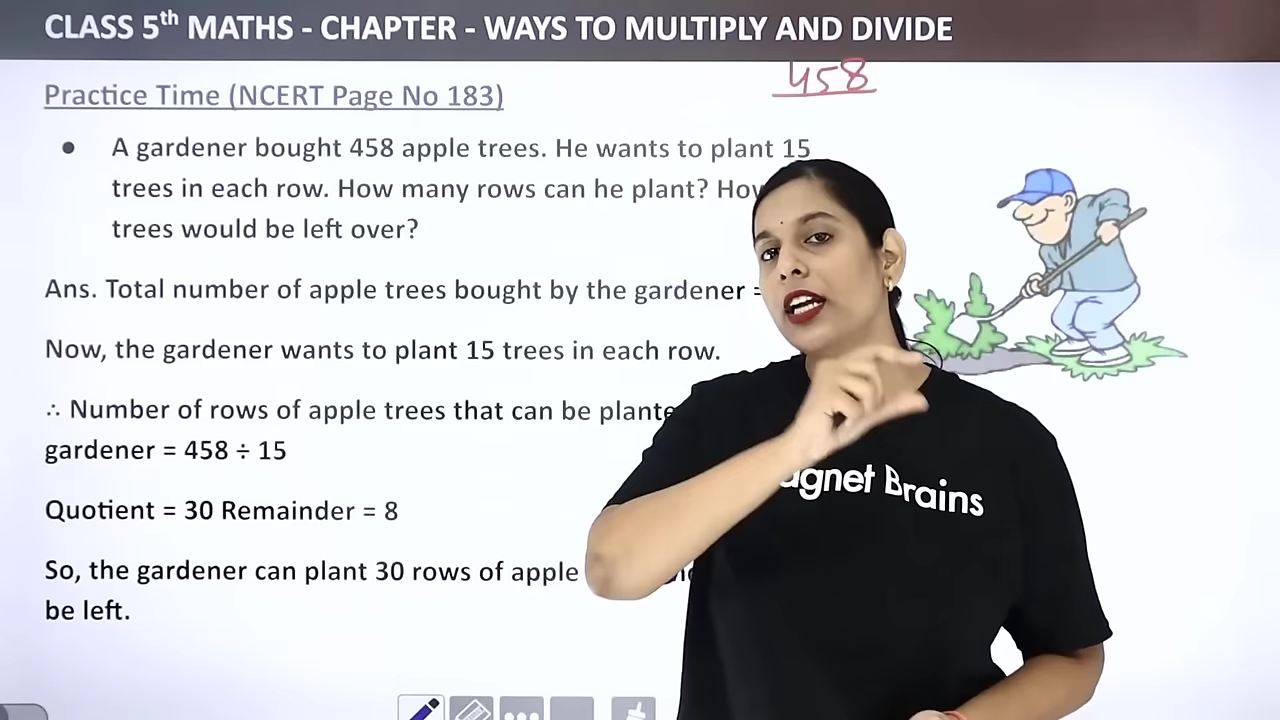 CLASS 5th MATHS - CHAPTER - WAYS TO MULTIPLY AND DIVIDE
458
Practice Time (NCERT Page No 183)
• A gardener bought 458 apple trees. He wants to plant 15
trees in each row. How many rows can he plant?
trees would be left over?
Ans. Total number of apple trees bought by the gardener =
Now, the gardener wants to plant 15 trees in each row.
∴ Number of rows of apple trees that can be
gardener = 458 ÷ 15
Quotient = 30 Remainder = 8
So, the gardener can plant 30 rows of apple
be left.
Brains